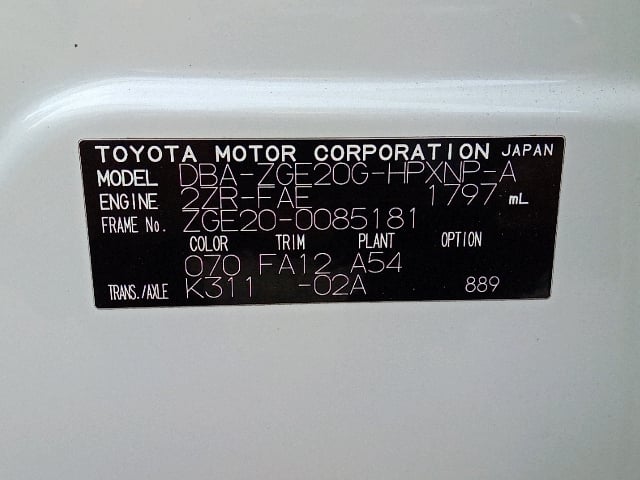 TOYOTA MOTOR CORPORATION JAPAN
MODEL DBA-ZGE20G-HPXNP-A
ENGINE 2ZR-FAE 1797 mL
FRAME No. ZGE20-0085181
COLOR TRIM PLANT OPTION
070 FA12 A54
TRANS./AXLE K311 -02A 889